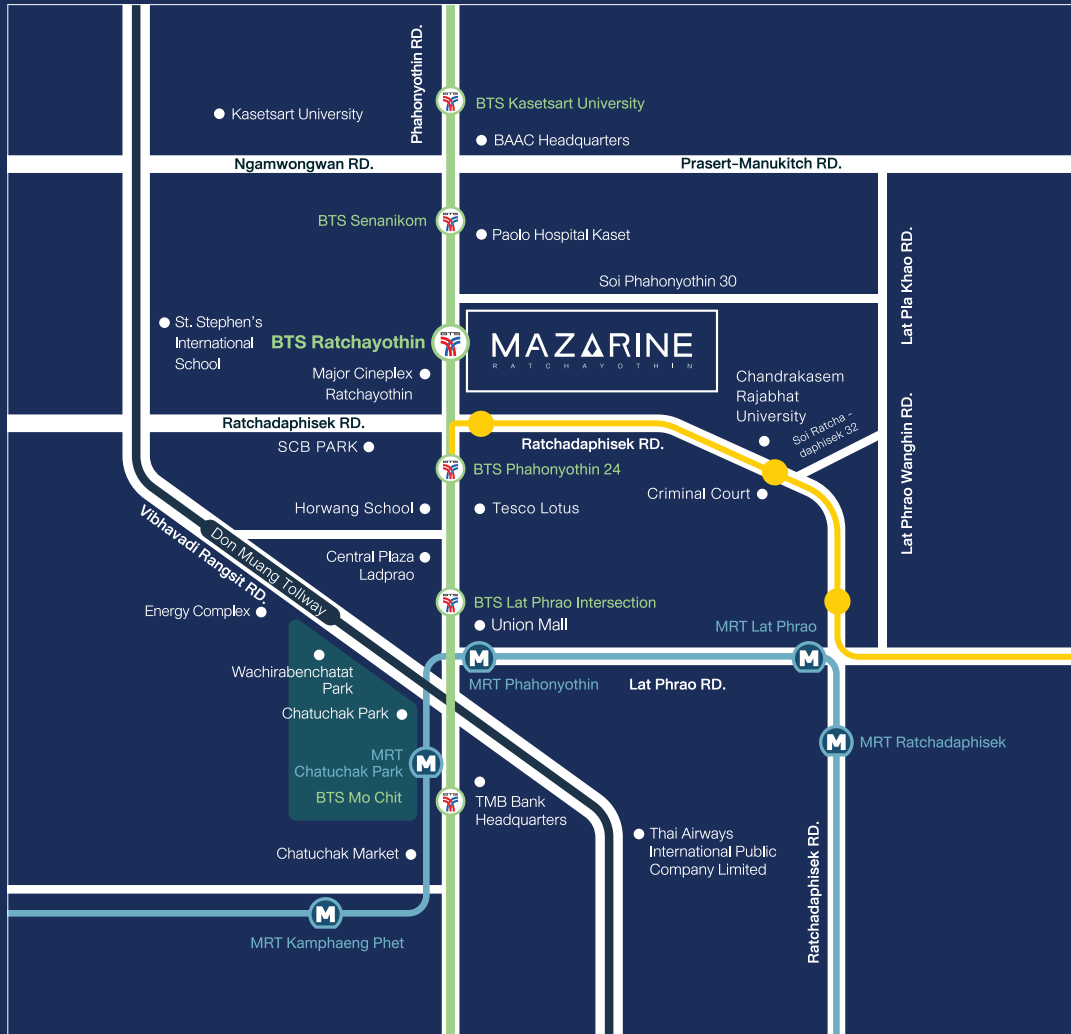 Phahonyothin RD.
BTS Kasetsart University
Kasetsart University
BAAC Headquarters
Ngamwongwan RD.
Prasert-Manukitch RD.
BTS Senanikom
Paolo Hospital Kaset
Lat Pla Khao RD.
Soi Phahonyothin 30
St. Stephen's
International
School
BTS Ratchayothin
MAZARINE
RATCHAYOTHIN
Major Cineplex
Ratchayothin
Chandrakasem
Rajabhat
University
Ratchadaphisek RD.
Ratchadaphisek RD.
Soi Ratcha -
daphisek 32
Lat Phrao Wanghin RD.
SCB PARK
BTS Phahonyothin 24
Criminal Court
Horwang School
Tesco Lotus
Vibhavadi Rangsit RD.
Don Muang Tollway
Central Plaza
Ladprao
BTS Lat Phrao Intersection
Energy Complex
Union Mall
MRT Lat Phrao
Wachirabenchatat
Park
M
M
MRT Phahonyothin
Lat Phrao RD.
Chatuchak Park
MRT
Chatuchak Park
M
M
MRT Ratchadaphisek
BTS Mo Chit
TMB Bank
Headquarters
Chatuchak Market
Thai Airways
International Public
Company Limited
Ratchadaphisek RD.
M
MRT Kamphaeng Phet
BTS
BTS
BTS
BTS
BTS
BTS